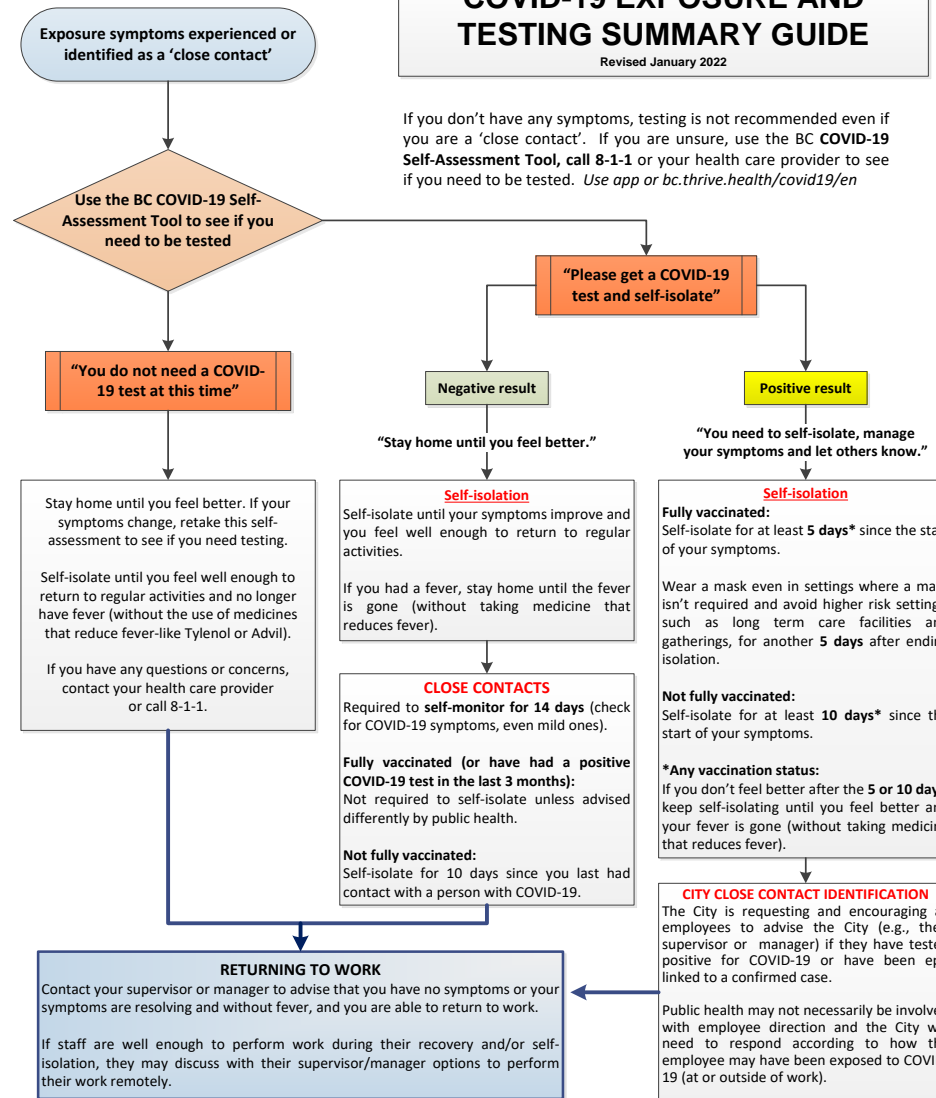 COVID-19 EXPOSURE AND
TESTING SUMMARY GUIDE
Revised January 2022
Exposure symptoms experienced or
identified as a ‘close contact’
If you don’t have any symptoms, testing is not recommended even if
you are a ‘close contact’. If you are unsure, use the BC COVID-19
Self-Assessment Tool, call 8-1-1 or your health care provider to see
if you need to be tested. Use app or bc.thrive.health/covid19/en
Use the BC COVID-19 Self-
Assessment Tool to see if you
need to be tested
“Please get a COVID-19
test and self-isolate”
“You do not need a COVID-
19 test at this time”
Negative result
Positive result
“Stay home until you feel better.”
“You need to self-isolate, manage
your symptoms and let others know.”
Stay home until you feel better. If your
symptoms change, retake this self-
assessment to see if you need testing.
Self-isolate until you feel well enough to
return to regular activities and no longer
have fever (without the use of medicines
that reduce fever-like Tylenol or Advil).
If you have any questions or concerns,
contact your health care provider
or call 8-1-1.
Self-isolation
Self-isolate until your symptoms improve and
you feel well enough to return to regular
activities.
If you had a fever, stay home until the fever
is gone (without taking medicine that
reduces fever).
CLOSE CONTACTS
Required to self-monitor for 14 days (check
for COVID-19 symptoms, even mild ones).
Fully vaccinated (or have had a positive
COVID-19 test in the last 3 months):
Not required to self-isolate unless advised
differently by public health.
Not fully vaccinated:
Self-isolate for 10 days since you last had
contact with a person with COVID-19.
Self-isolation
Fully vaccinated:
Self-isolate for at least 5 days* since the
of your symptoms.
Wear a mask even in settings where a
isn’t required and avoid higher risk
such as long term care facilities
gatherings, for another 5 days after
isolation.
Not fully vaccinated:
Self-isolate for at least 10 days* since
start of your symptoms.
*Any vaccination status:
If you don’t feel better after the 5 or 10
keep self-isolating until you feel better
your fever is gone (without taking
that reduces fever).
CITY CLOSE CONTACT IDENTIFICATION
The City is requesting and encouraging
employees to advise the City (e.g.,
supervisor or manager) if they have
positive for COVID-19 or have been
linked to a confirmed case.
Public health may not necessarily be
with employee direction and the City
need to respond according to how
employee may have been exposed to
19 (at or outside of work).
RETURNING TO WORK
Contact your supervisor or manager to advise that you have no symptoms or your
symptoms are resolving and without fever, and you are able to return to work.
If staff are well enough to perform work during their recovery and/or self-
isolation, they may discuss with their supervisor/manager options to perform
their work remotely.